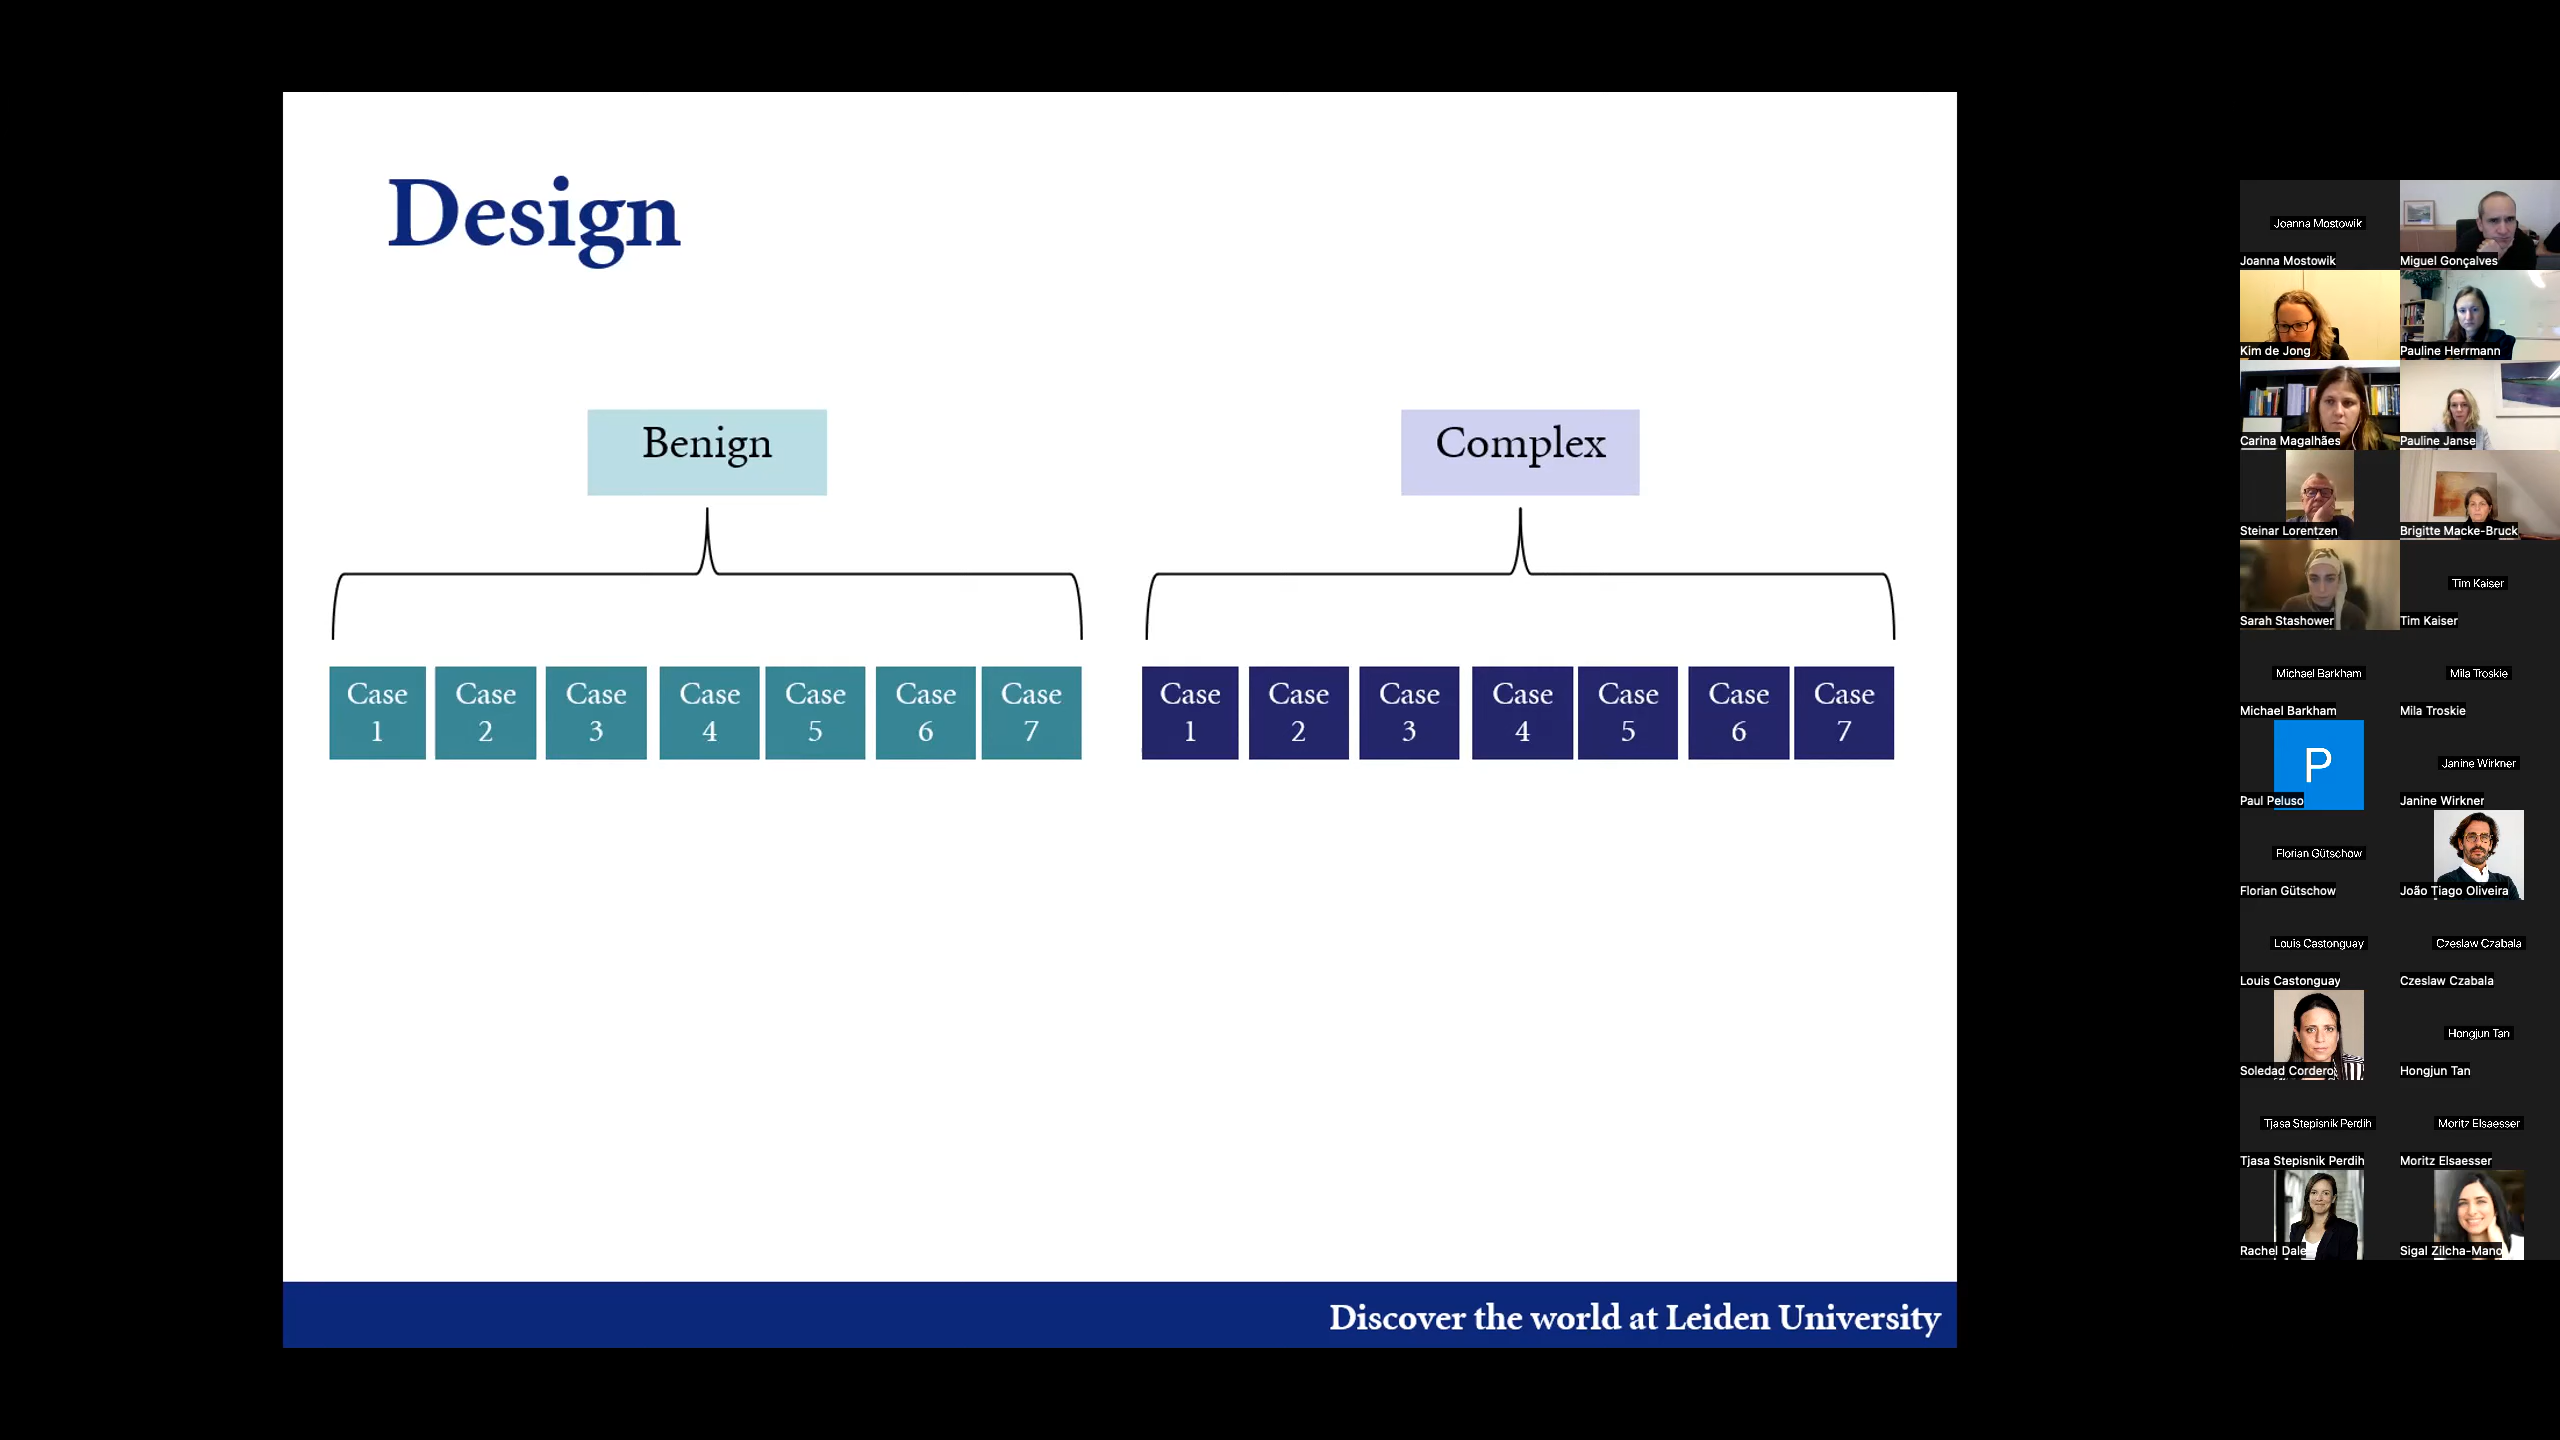 Design
Benign
Complex
Case
1
Case
2
Case
3
Case
4
Case
5
Case
6
Case
7
Case
1
Case
2
Case
3
Case
4
Case
5
Case
6
Case
7
Discover the world at Leiden University
Joanna Mostowik
Joanna Mostowik
Miguel Gonçalves
Kim de Jong
Pauline Herrmann
Carina Magalhães
Pauline Janse
Steinar Lorentzen
Brigitte Macke-Bruck
Sarah Stashower
Tim Kaiser
Tim Kaiser
Michael Barkham
Michael Barkham
Mila Troskie
Mila Troskie
P
Paul Peluso
Janine Wirkner
Janine Wirkner
Florian Gütschow
Florian Gütschow
João Tiago Oliveira
Louis Castonguay
Louis Castonguay
Czeslaw Czabala
Czeslaw Czabala
Soledad Cordero
Hongjun Tan
Hongjun Tan
Tjasa Stepisnik Perdih
Tjasa Stepisnik Perdih
Moritz Elsaesser
Moritz Elsaesser
Rachel Dale
Sigal Zilcha-Mano